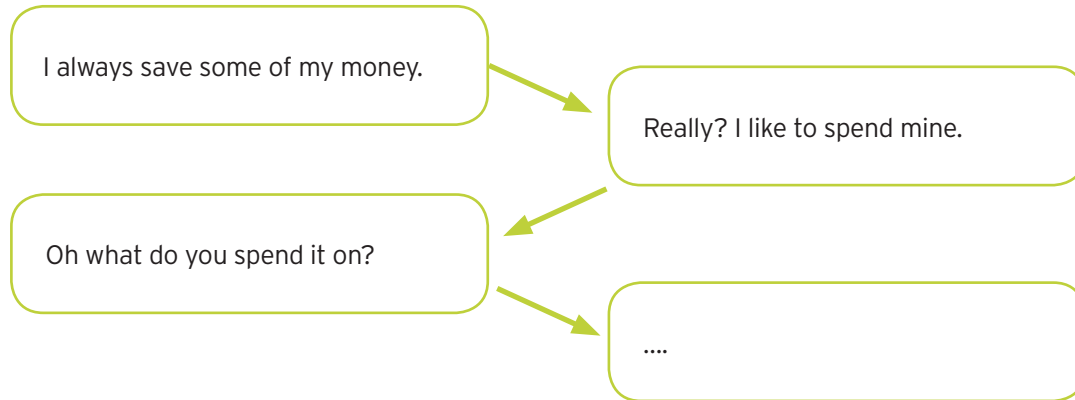 I always save some of my money.
Really? I like to spend mine.
Oh what do you spend it on?
....